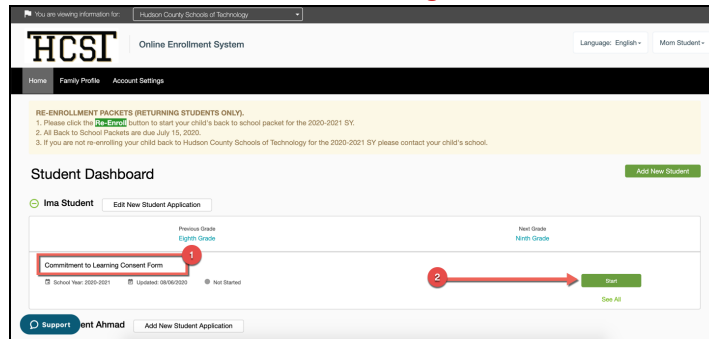 You are viewing information for: Hudson County Schools of Technology
HCST Online Enrollment System Language: English Mom Student
Home Family Profile Account Settings
RE-ENROLLMENT PACKETS (RETURNING STUDENTS ONLY).
1. Please click the Re-Enroll button to start your child's back to school packet for the 2020-2021 SY.
2. All Back to School Packets are due July 15, 2020.
3. If you are not re-enrolling your child back to Hudson County Schools of Technology for the 2020-2021 SY please contact your child's school.
Student Dashboard Add New Student
Ima Student Edit New Student Application
Previous Grade Next Grade
Eighth Grade Ninth Grade
1
Commitment to Learning Consent Form
2
School Year: 2020-2021 Updated: 08/06/2020 Not Started Start
See All
Support ent Ahmad Add New Student Application